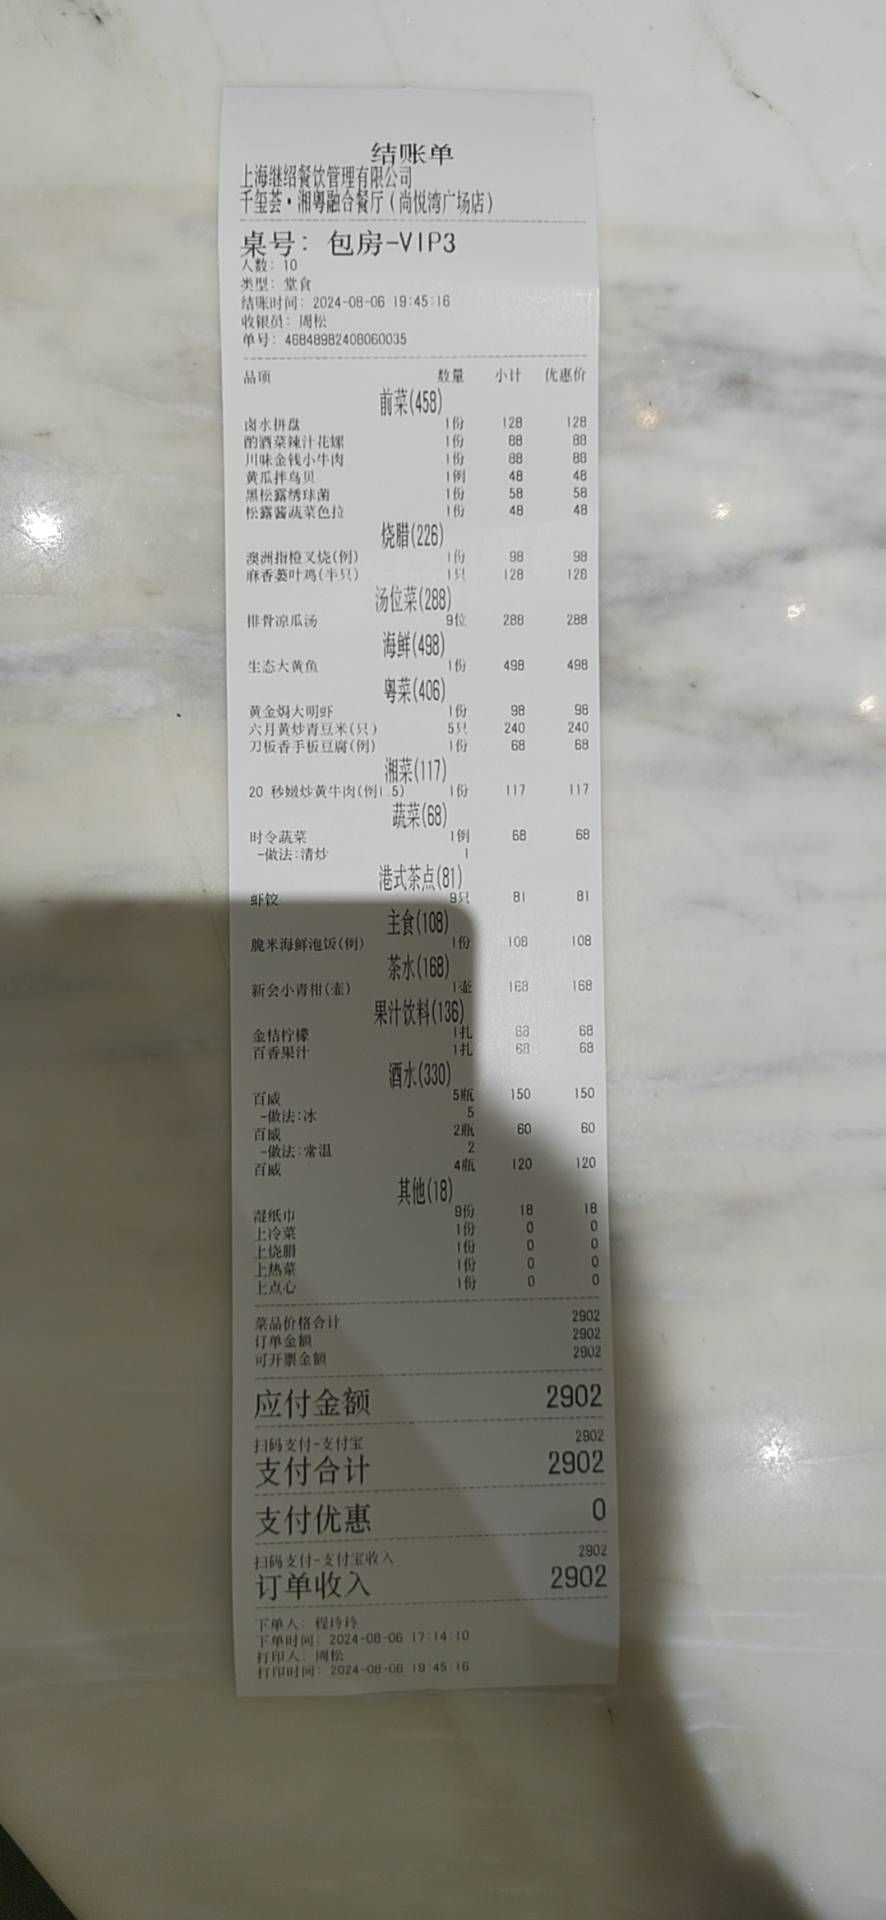 结账单
上海继绍餐饮管理有限公司
千玺荟·湘粤融合餐厅(尚悦湾广场店)
桌号: 包房-VIP3
人数: 10
类型: 堂食
结账时间: 2024-08-06 19:45:16
收银员: 周松
单号: 46848982408060035
品项 数量 小计 优惠价
前菜(458)
卤水拼盘 1份 128 128
酌酒菜辣汁花螺 1份 88 88
川味金钱小牛肉 1份 88 88
黄瓜拌鸟贝 1例 48 48
黑松露绣球菌 1份 58 58
松露酱蔬菜色拉 1份 48 48
烧腊(226)
澳洲指橙叉烧(例) 1份 98 98
麻香蒌叶鸡(半只) 1只 128 128
汤位菜(288)
排骨凉瓜汤 9位 288 288
海鲜(498)
生态大黄鱼 1份 498 498
粤菜(406)
黄金焗大明虾 1份 98 98
六月黄炒青豆米(只) 5只 240 240
刀板香手板豆腐(例) 1份 68 68
湘菜(117)
20 秒嫩炒黄牛肉(例1.5) 1份 117 117
蔬菜(68)
时令蔬菜 1例 68 68
-做法:清炒 1
港式茶点(81)
虾饺 9只 81 81
主食(108)
脆米海鲜泡饭(例) 1份 108 108
茶水(168)
新会小青柑(壶) 1壶 168 168
果汁饮料(136)
金桔柠檬 1扎 68 68
百香果汁 1扎 68 68
酒水(330)
百威 5瓶 150 150
-做法:冰 5
百威 2瓶 60 60
-做法:常温 2
百威 4瓶 120 120
其他(18)
湿纸巾 9份 18 18
上冷菜 1份 0 0
上烧腊 1份 0 0
上热菜 1份 0 0
上点心 1份 0 0
菜品价格合计 2902
订单金额 2902
可开票金额 2902
应付金额 2902
扫码支付-支付宝 2902
支付合计 2902
支付优惠 0
扫码支付-支付宝收入 2902
订单收入 2902
下单人: 程玲玲
下单时间: 2024-08-06 17:14:10
打印人: 周松
打印时间: 2024-08-06 19:45:16